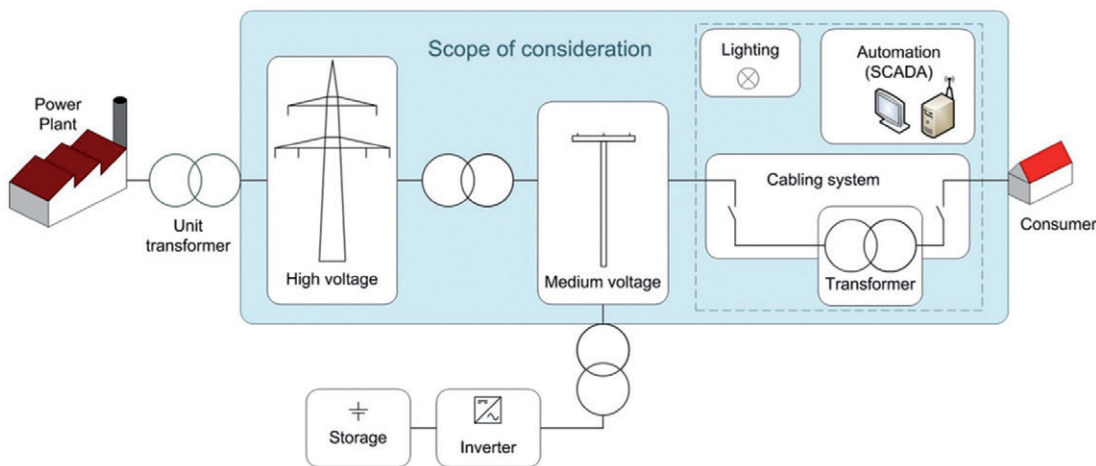 Scope of consideration
Lighting
Automation
(SCADA)
Power
Plant
Cabling system
Unit
transformer
High voltage
Medium voltage
Transformer
Consumer
Storage
Inverter